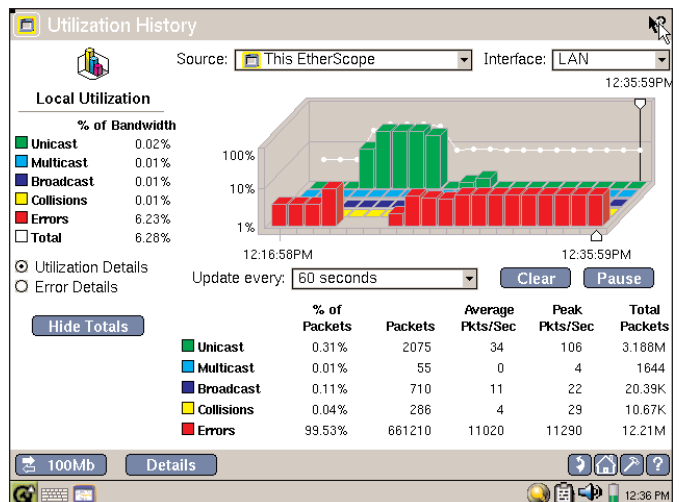 Utilization History
Source: This EtherScope Interface: LAN
12:35:59PM
Local Utilization
% of Bandwidth
Unicast 0.02%
Multicast 0.01%
Broadcast 0.01%
Collisions 0.01%
Errors 6.23%
Total 6.28%
100%
10%
1%
12:16:58PM 12:35:59PM
Utilization Details
Error Details
Update every: 60 seconds Clear Pause
Hide Totals
% of Packets Packets Average Pkts/Sec Peak Pkts/Sec Total Packets
Unicast 0.31% 2075 34 106 3.188M
Multicast 0.01% 55 0 4 1644
Broadcast 0.11% 710 11 22 20.39K
Collisions 0.04% 286 4 29 10.67K
Errors 99.53% 661210 11020 11290 12.21M
100Mb Details ?
12:36 PM